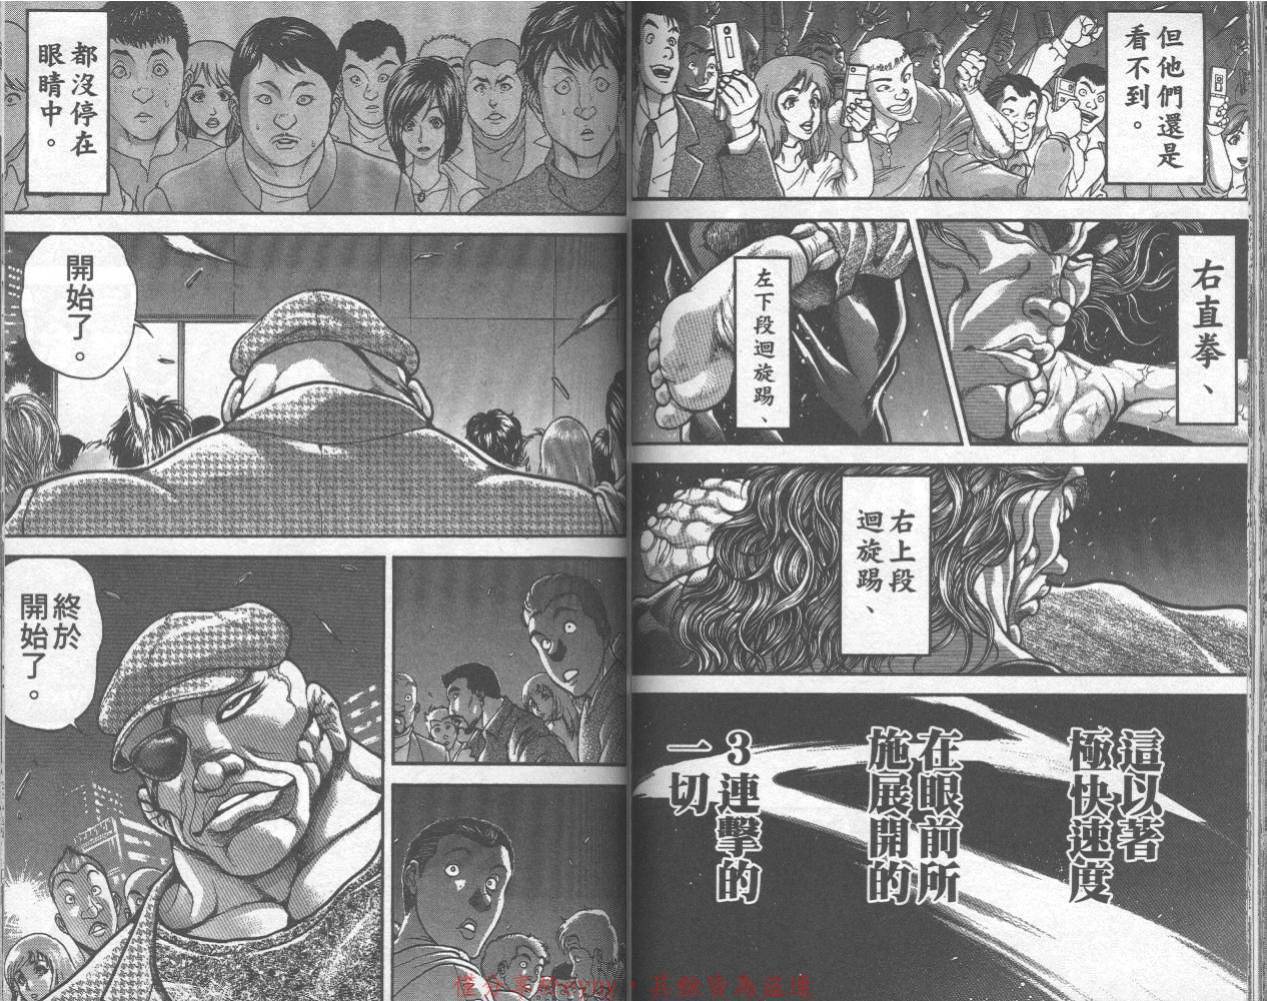 但他們還是
看不到。
右直拳、
左下段迴旋踢、
右上段
迴旋踢、
這以著
極快速度
在眼前所
施展開的
3連擊的
一切
都沒停在
眼睛中。
開始了。
終於
開始了。